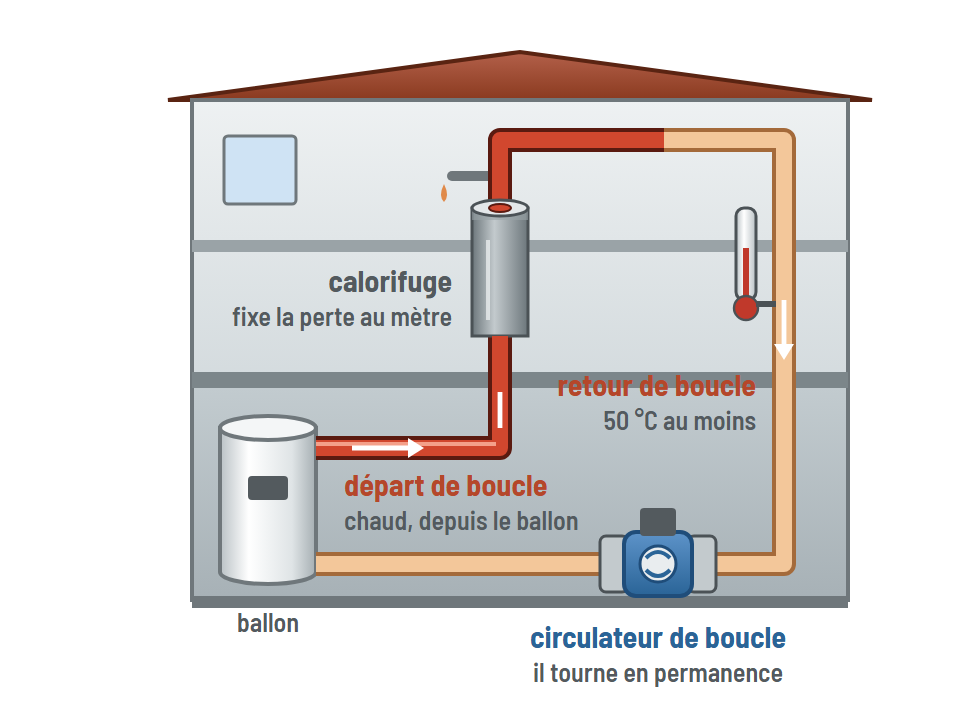 calorifuge
fixe la perte au mètre
retour de boucle
50 °C au moins
départ de boucle
chaud, depuis le ballon
ballon
circulateur de boucle
il tourne en permanence